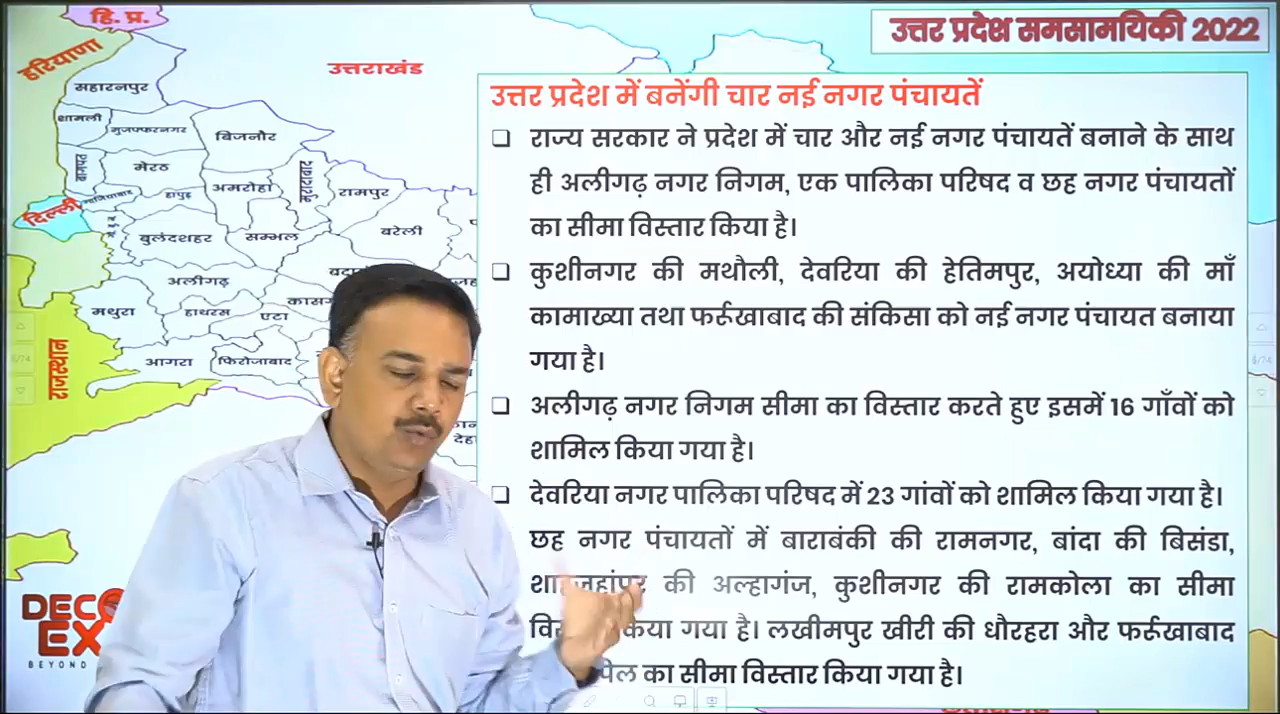 हि. प्र.
उत्तर प्रदेश समसामयिकी 2022
हरियाणा
उत्तराखंड
सहारनपुर
उत्तर प्रदेश में बनेंगी चार नई नगर पंचायतें
शामली
मुजफ्फरनगर
बिजनौर
❑ राज्य सरकार ने प्रदेश में चार और नई नगर पंचायतें बनाने के साथ
ही अलीगढ़ नगर निगम, एक पालिका परिषद व छह नगर पंचायतों
का सीमा विस्तार किया है।
बागपत
मेरठ
अमरोहा
मुरादाबाद
रामपुर
दिल्ली
गाजियाबाद
हापुड़
बुलंदशहर
सम्भल
बरेली
❑ कुशीनगर की मथौली, देवरिया की हेतिमपुर, अयोध्या की माँ
कामाख्या तथा फर्रूखाबाद की संकिसा को नई नगर पंचायत बनाया
गया है।
अलीगढ़
मथुरा
हाथरस
एटा
राजस्थान
आगरा
फिरोजाबाद
❑ अलीगढ़ नगर निगम सीमा का विस्तार करते हुए इसमें 16 गाँवों को
शामिल किया गया है।
❑ देवरिया नगर पालिका परिषद में 23 गांवों को शामिल किया गया है।
छह नगर पंचायतों में बाराबंकी की रामनगर, बांदा की बिसंडा,
की अल्हागंज, कुशीनगर की रामकोला का सीमा
किया गया है। लखीमपुर खीरी की धौरहरा और फर्रूखाबाद
का सीमा विस्तार किया गया है।
DECO
EX
BEYOND